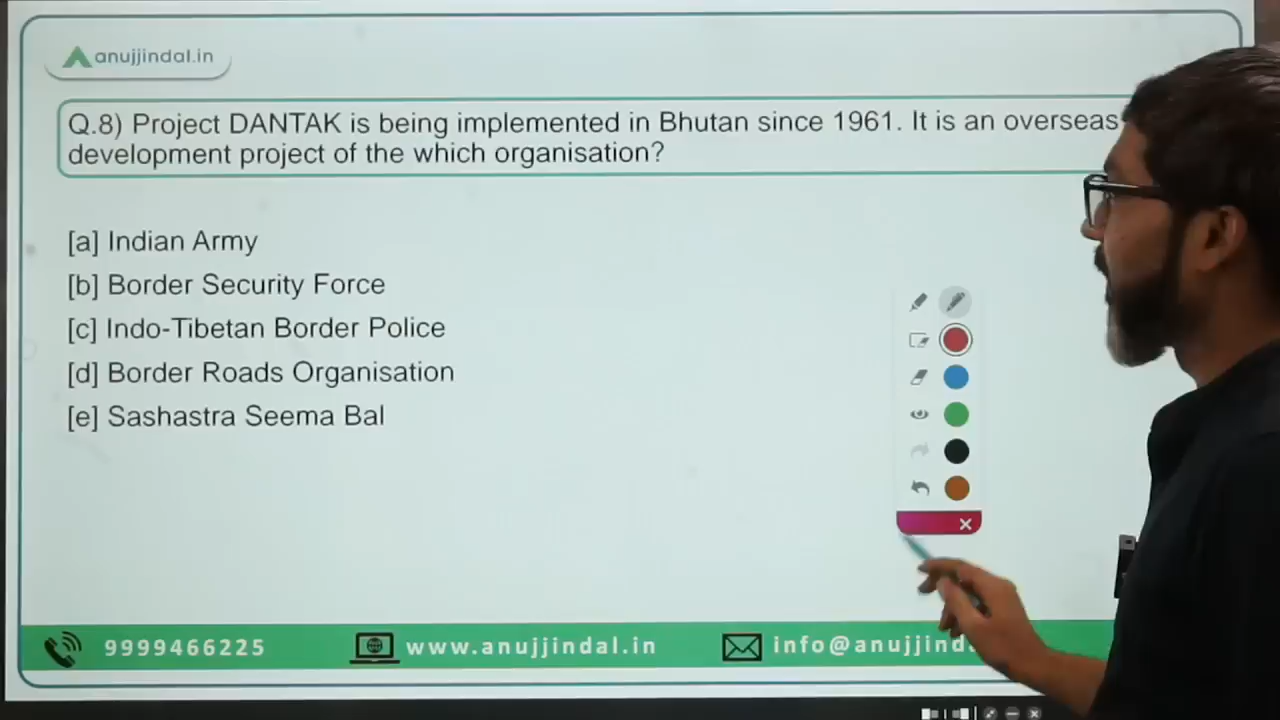 anujjindal.in
Q.8) Project DANTAK is being implemented in Bhutan since 1961. It is an overseas
development project of the which organisation?
[a] Indian Army
[b] Border Security Force
[c] Indo-Tibetan Border Police
[d] Border Roads Organisation
[e] Sashastra Seema Bal
9999466225 www.anujjindal.in info@anujjind